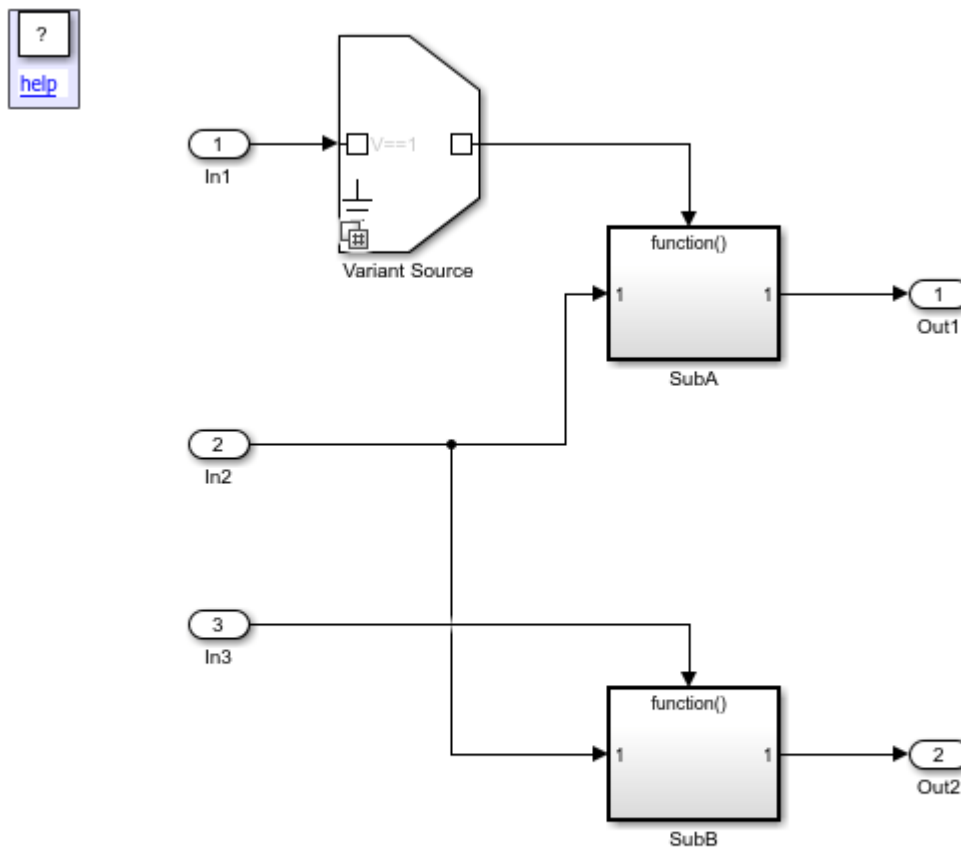 ?
help
1
In1
V==1
Variant Source
function()
1 1
SubA
1
Out1
2
In2
3
In3
function()
1 1
SubB
2
Out2